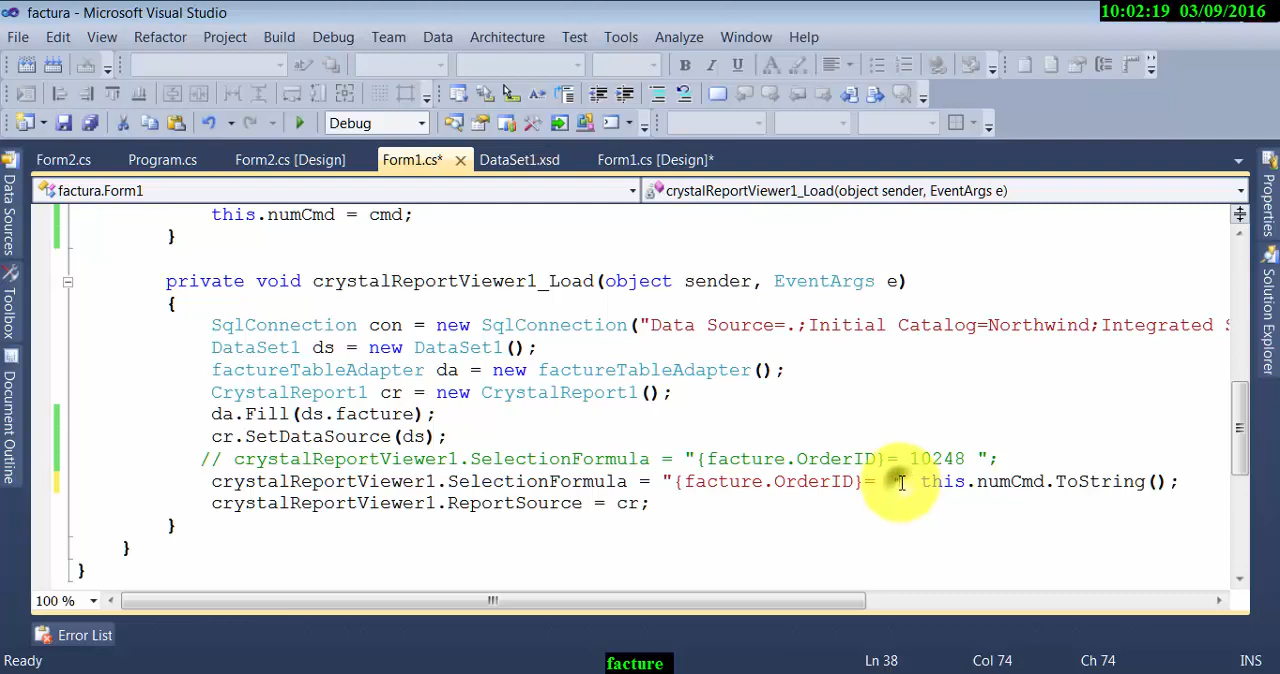 factura - Microsoft Visual Studio
10:02:19 03/09/2016
File Edit View Refactor Project Build Debug Team Data Architecture Test Tools Analyze Window Help
Debug
Form2.cs Program.cs Form2.cs [Design] Form1.cs* DataSet1.xsd Form1.cs [Design]*
factura.Form1 crystalReportViewer1_Load(object sender, EventArgs e)
Data Sources
Toolbox
Document Outline
Properties
Solution Explorer
this.numCmd = cmd;
}
private void crystalReportViewer1_Load(object sender, EventArgs e)
{
SqlConnection con = new SqlConnection("Data Source=.;Initial Catalog=Northwind;Integrated
DataSet1 ds = new DataSet1();
factureTableAdapter da = new factureTableAdapter();
CrystalReport1 cr = new CrystalReport1();
da.Fill(ds.facture);
cr.SetDataSource(ds);
// crystalReportViewer1.SelectionFormula = "{facture.OrderID}= 10248 ";
crystalReportViewer1.SelectionFormula = "{facture.OrderID}= this.numCmd.ToString();
crystalReportViewer1.ReportSource = cr;
}
}
}
100 %
Error List
Ready
facture
Ln 38 Col 74 Ch 74 INS